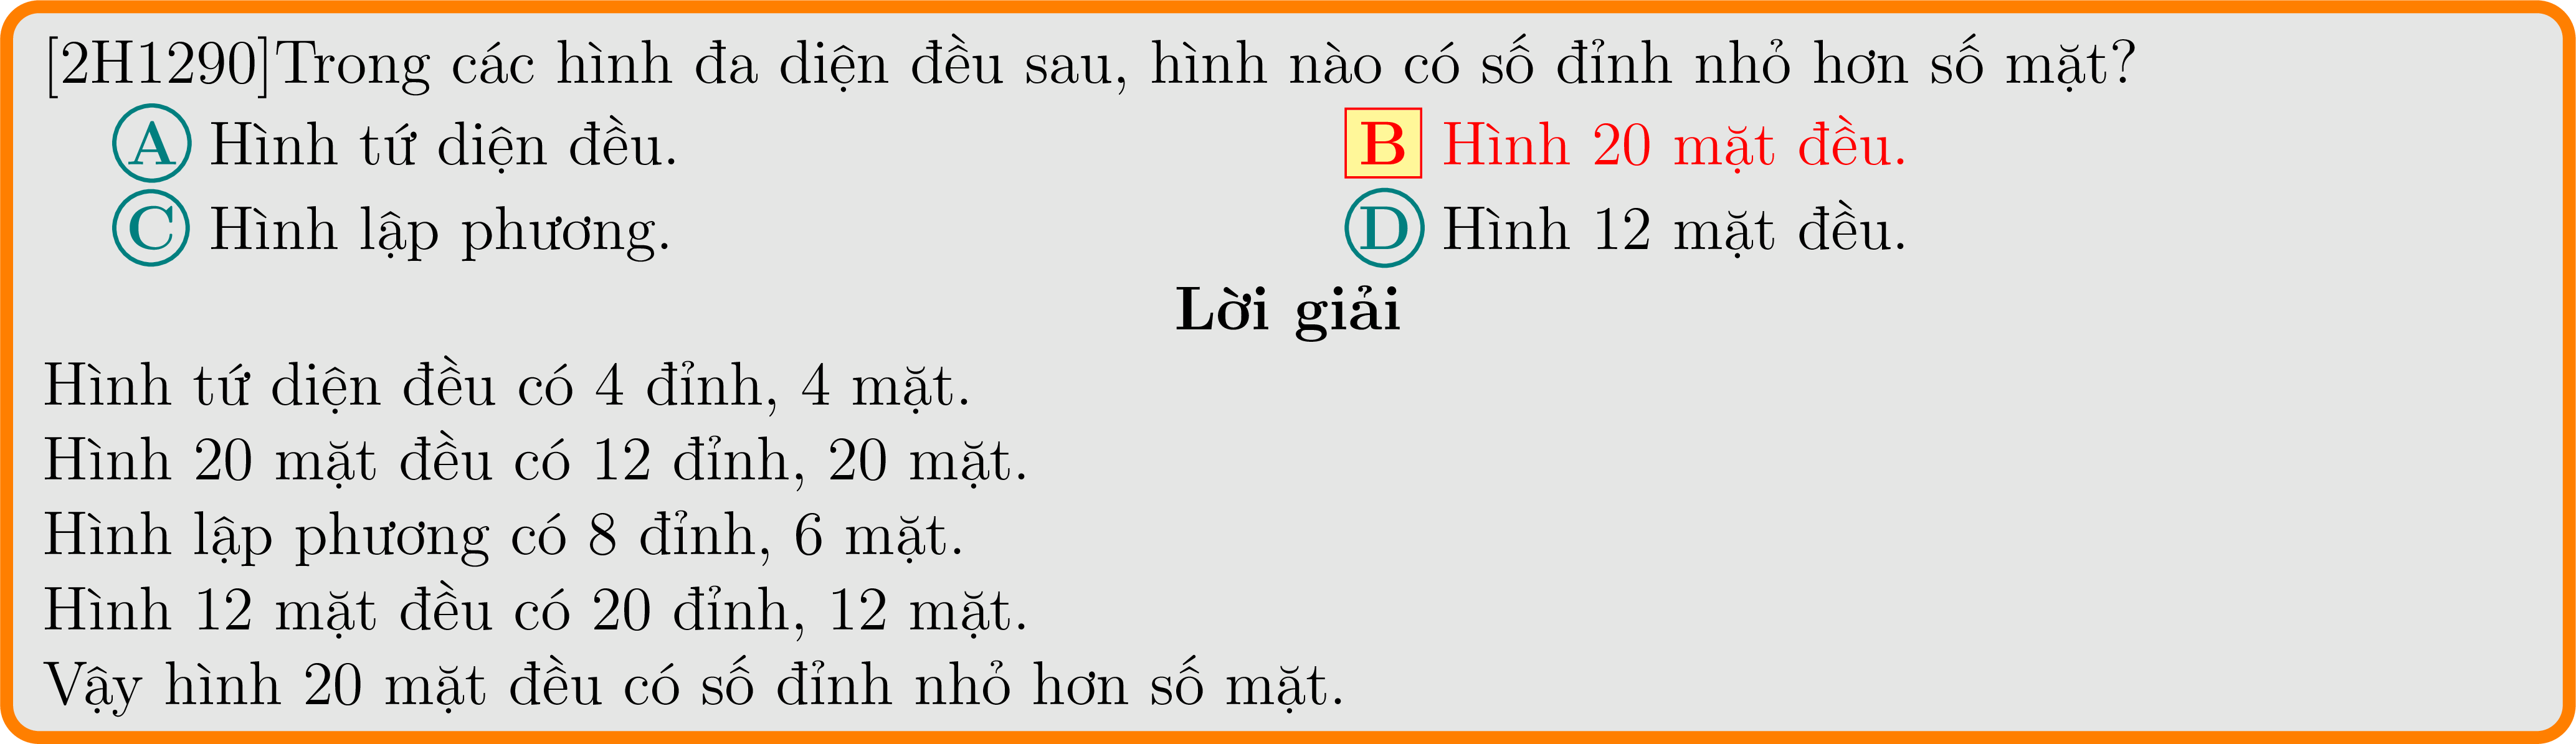 [2H1290]Trong các hình đa diện đều sau, hình nào có số đỉnh nhỏ hơn số mặt?
A Hình tứ diện đều. B Hình 20 mặt đều.
C Hình lập phương. D Hình 12 mặt đều.
Lời giải
Hình tứ diện đều có 4 đỉnh, 4 mặt.
Hình 20 mặt đều có 12 đỉnh, 20 mặt.
Hình lập phương có 8 đỉnh, 6 mặt.
Hình 12 mặt đều có 20 đỉnh, 12 mặt.
Vậy hình 20 mặt đều có số đỉnh nhỏ hơn số mặt.